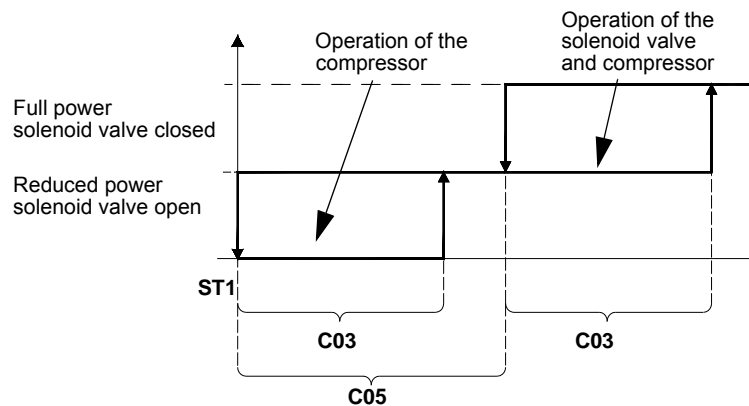 Operation of the
compressor
Operation of the
solenoid valve
and compressor
Full power
solenoid valve closed
Reduced power
solenoid valve open
ST1
C03
C03
C05